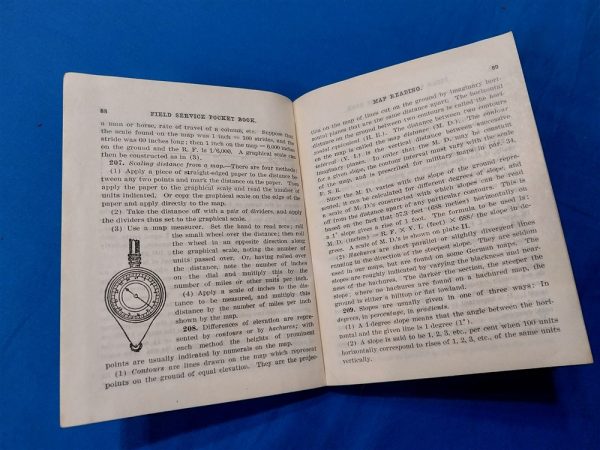 88
FIELD SERVICE POCKET BOOK.
a man or horse, rate of travel of a column, etc. Suppose that
the scale found on the map was 1 inch = 100 strides, and the
stride was 60 inches long; then 1 inch on the map = 6,000 inches
on the ground and the R. F. is 1/6,000. A graphical scale can
then be constructed as in (3).
207. Scaling distance from a map.—There are four methods:
(1) Apply a piece of straight-edged paper to the distance be-
tween any two points and mark the distance on the paper. Then
apply the paper to the graphical scale and read the number of
units indicated. Or copy the graphical scale on the edge of the
paper and apply directly to the map.
(2) Take the distance off with a pair of dividers, and apply
the dividers thus set to the graphical scale.
(3) Use a map measurer. Set the hand to read zero; roll
the small wheel over the distance; then roll
the wheel in an opposite direction along
the graphical scale, noting the number of
units passed over. Or, having rolled over
the distance, note the number of inches
on the dial and multiply this by the
number of miles or other units per inch.
(4) Apply a scale of inches to the dis-
tance to be measured, and multiply this
distance by the number of miles per inch
shown by the map.
208. Differences of elevation are repre-
sented by contours or by hachures; with
each method the heights of prominent
points are usually indicated by numerals on the map.
(1) Contours are lines drawn on the map which represent
points on the ground of equal elevation. They are the projec-
MAP READING.
89
tion on the map of lines cut on the ground by imaginary hori-
zontal planes that are the same distance apart. The horizontal
distance on the ground between two contours is called the hori-
zontal equivalent (H. E.). The distance between two contours
on the map is called the map distance (M. D.). The contour
interval (V. I.) is the vertical distance between successive
imaginary planes. In order that the M. D. may be constant
for a given slope, the contour interval must vary with the scale
of the map, and is prescribed for military maps in par. 34,
F. S. R.
Since the M. D. varies with the slope of the ground repre-
sented, it can be calculated for different degrees of slope, and
a scale of M. D.'s constructed with which slopes can be read
based on the fact that 57.3 feet (688 inches) horizontally on
a 1° slope gives a rise of 1 foot. The formula to be used is:
M. D. (inches) = R. F. × V. I. (feet) × 688/ the slope in de-
grees. A scale of M. D.'s is shown on plate II.
(2) Hachures are short parallel or slightly divergent lines
running in the direction of the steepest slope. They are seldom
used in our maps, but are found on some German maps. The
slopes are roughly indicated by varying the blackness and near-
ness of the hachures. The darker the section, the steeper the
slope; where no hachures are found on a hachured map, the
ground is either a hilltop or flat lowland.
209. Slopes are usually given in one of three ways: In
degrees, in percentage, in gradients.
(1) A 1-degree slope means that the angle between the hori-
zontal and the given line is 1 degree (1°).
(2) A slope is said to be 1, 2, 3, etc., per cent when 100 units
horizontally correspond to rises of 1, 2, 3, etc., of the same units
vertically.